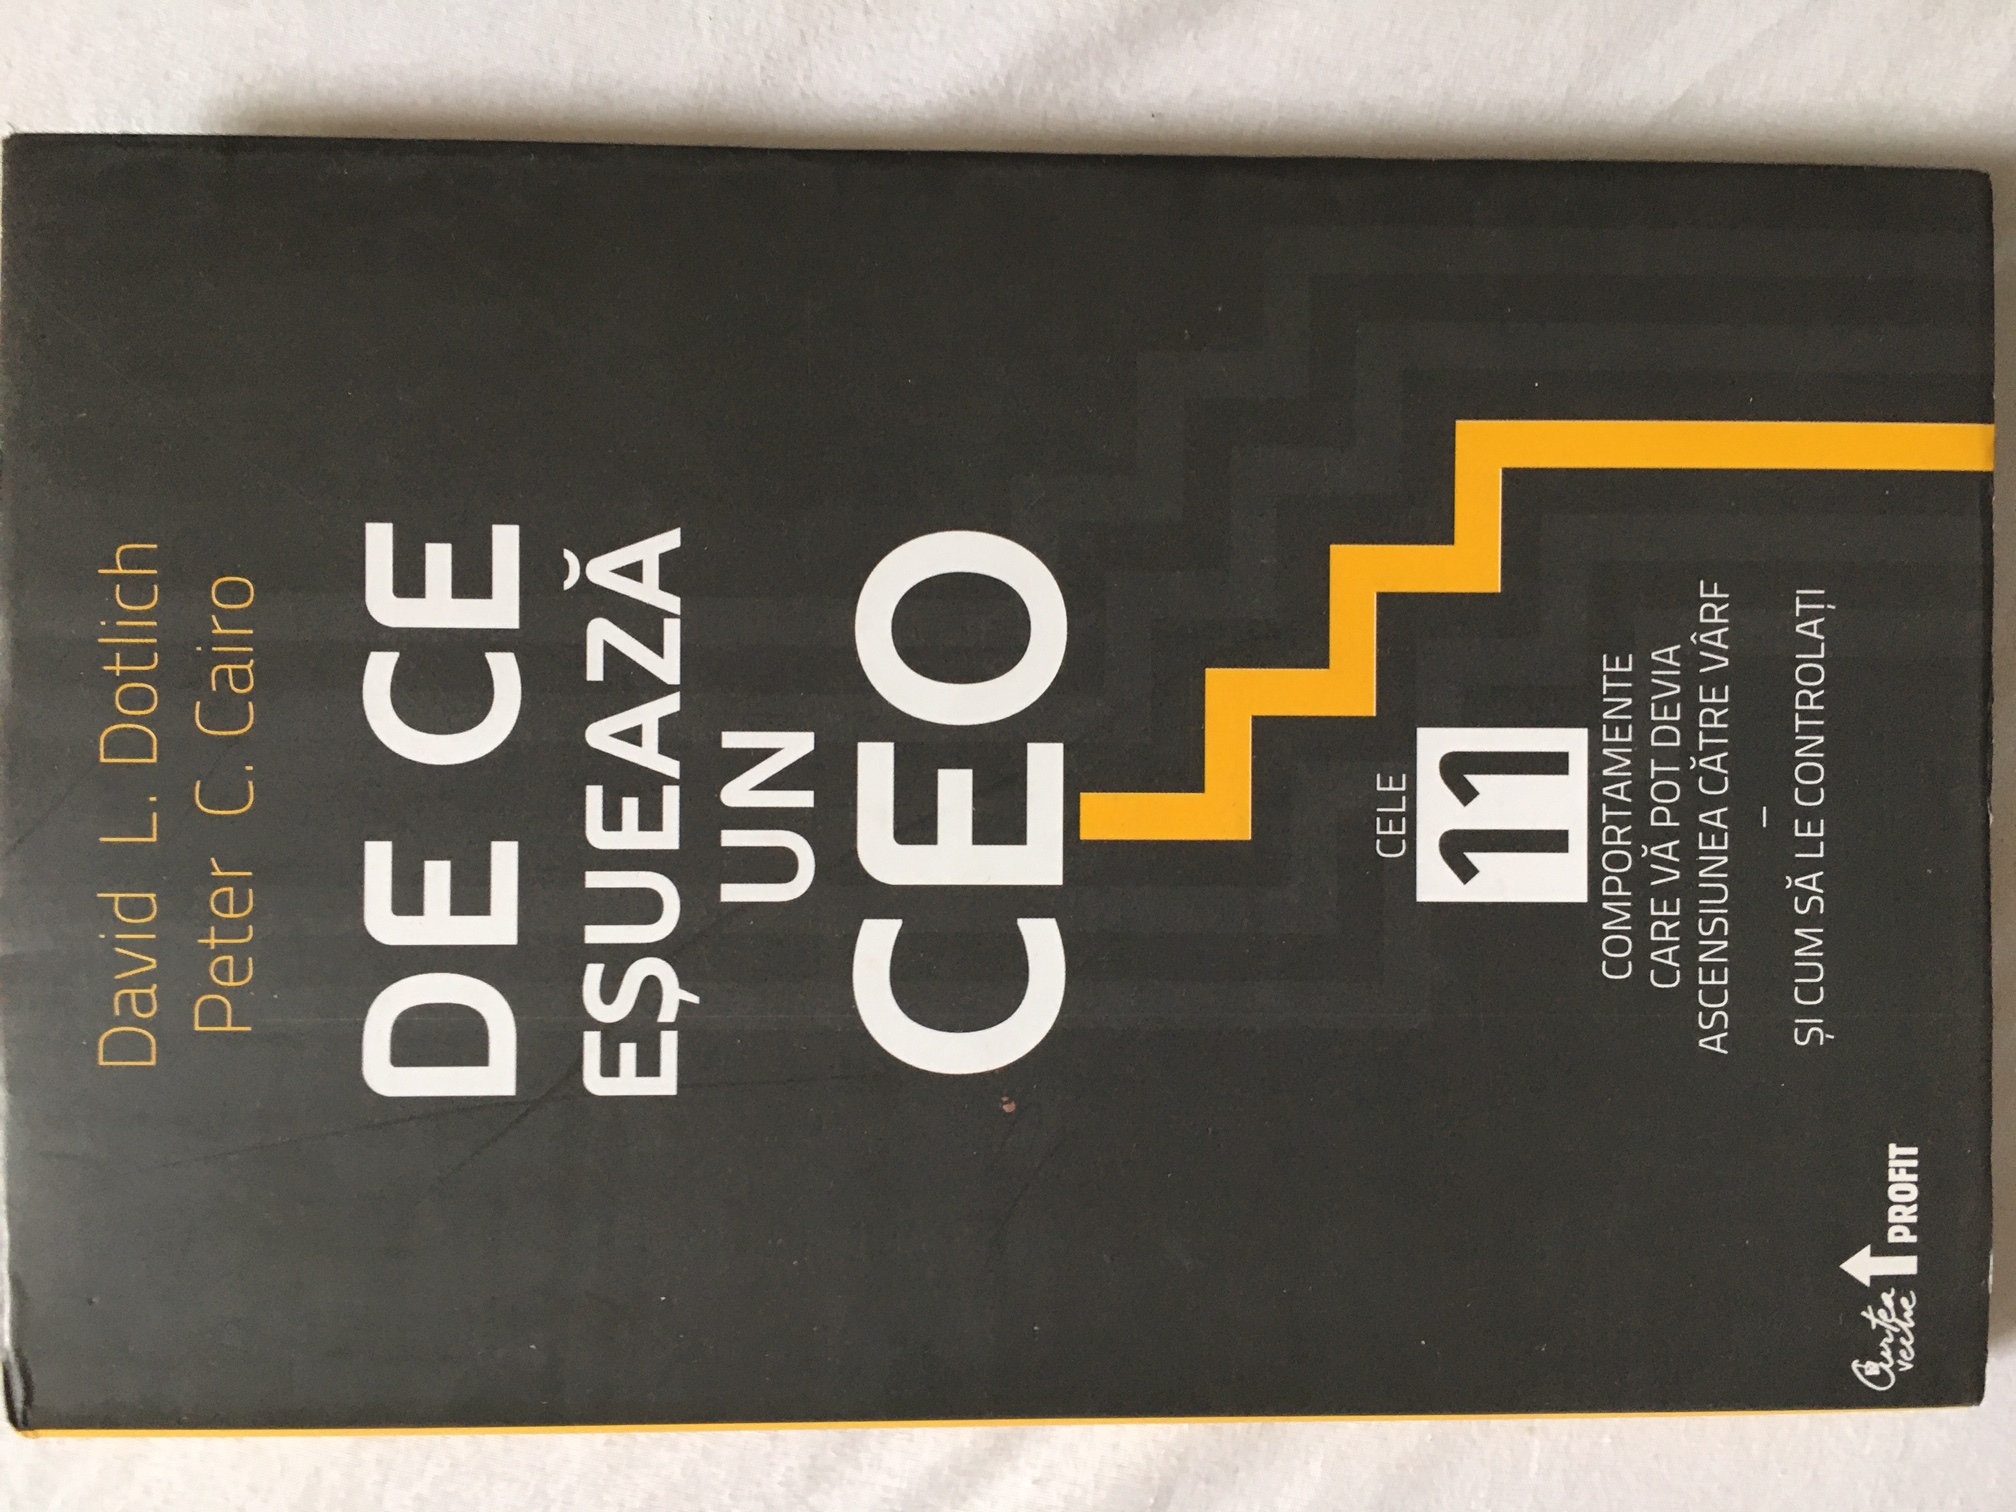 David L. Dotlich
Peter C. Cairo
DE CE
EȘUEAZĂ
UN
CEO
CELE
11
COMPORTAMENTE
CARE VĂ POT DEVIA
ASCENSIUNEA CĂTRE VÂRF
–
ȘI CUM SĂ LE CONTROLAȚI
Curtea
veche
PROFIT